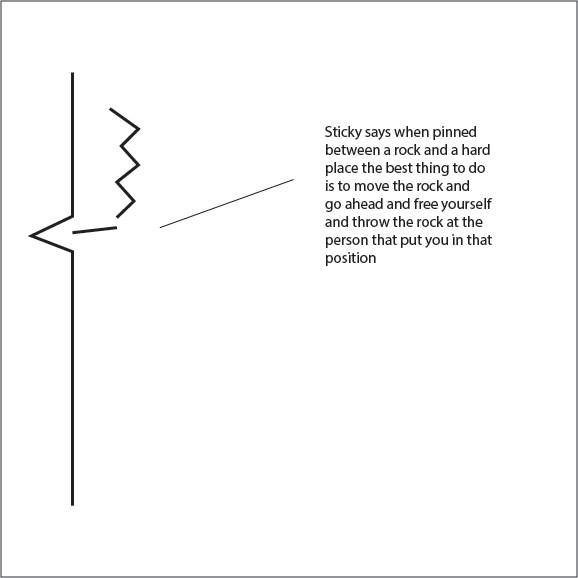 Sticky says when pinned
between a rock and a hard
place the best thing to do
is to move the rock and
go ahead and free yourself
and throw the rock at the
person that put you in that
position